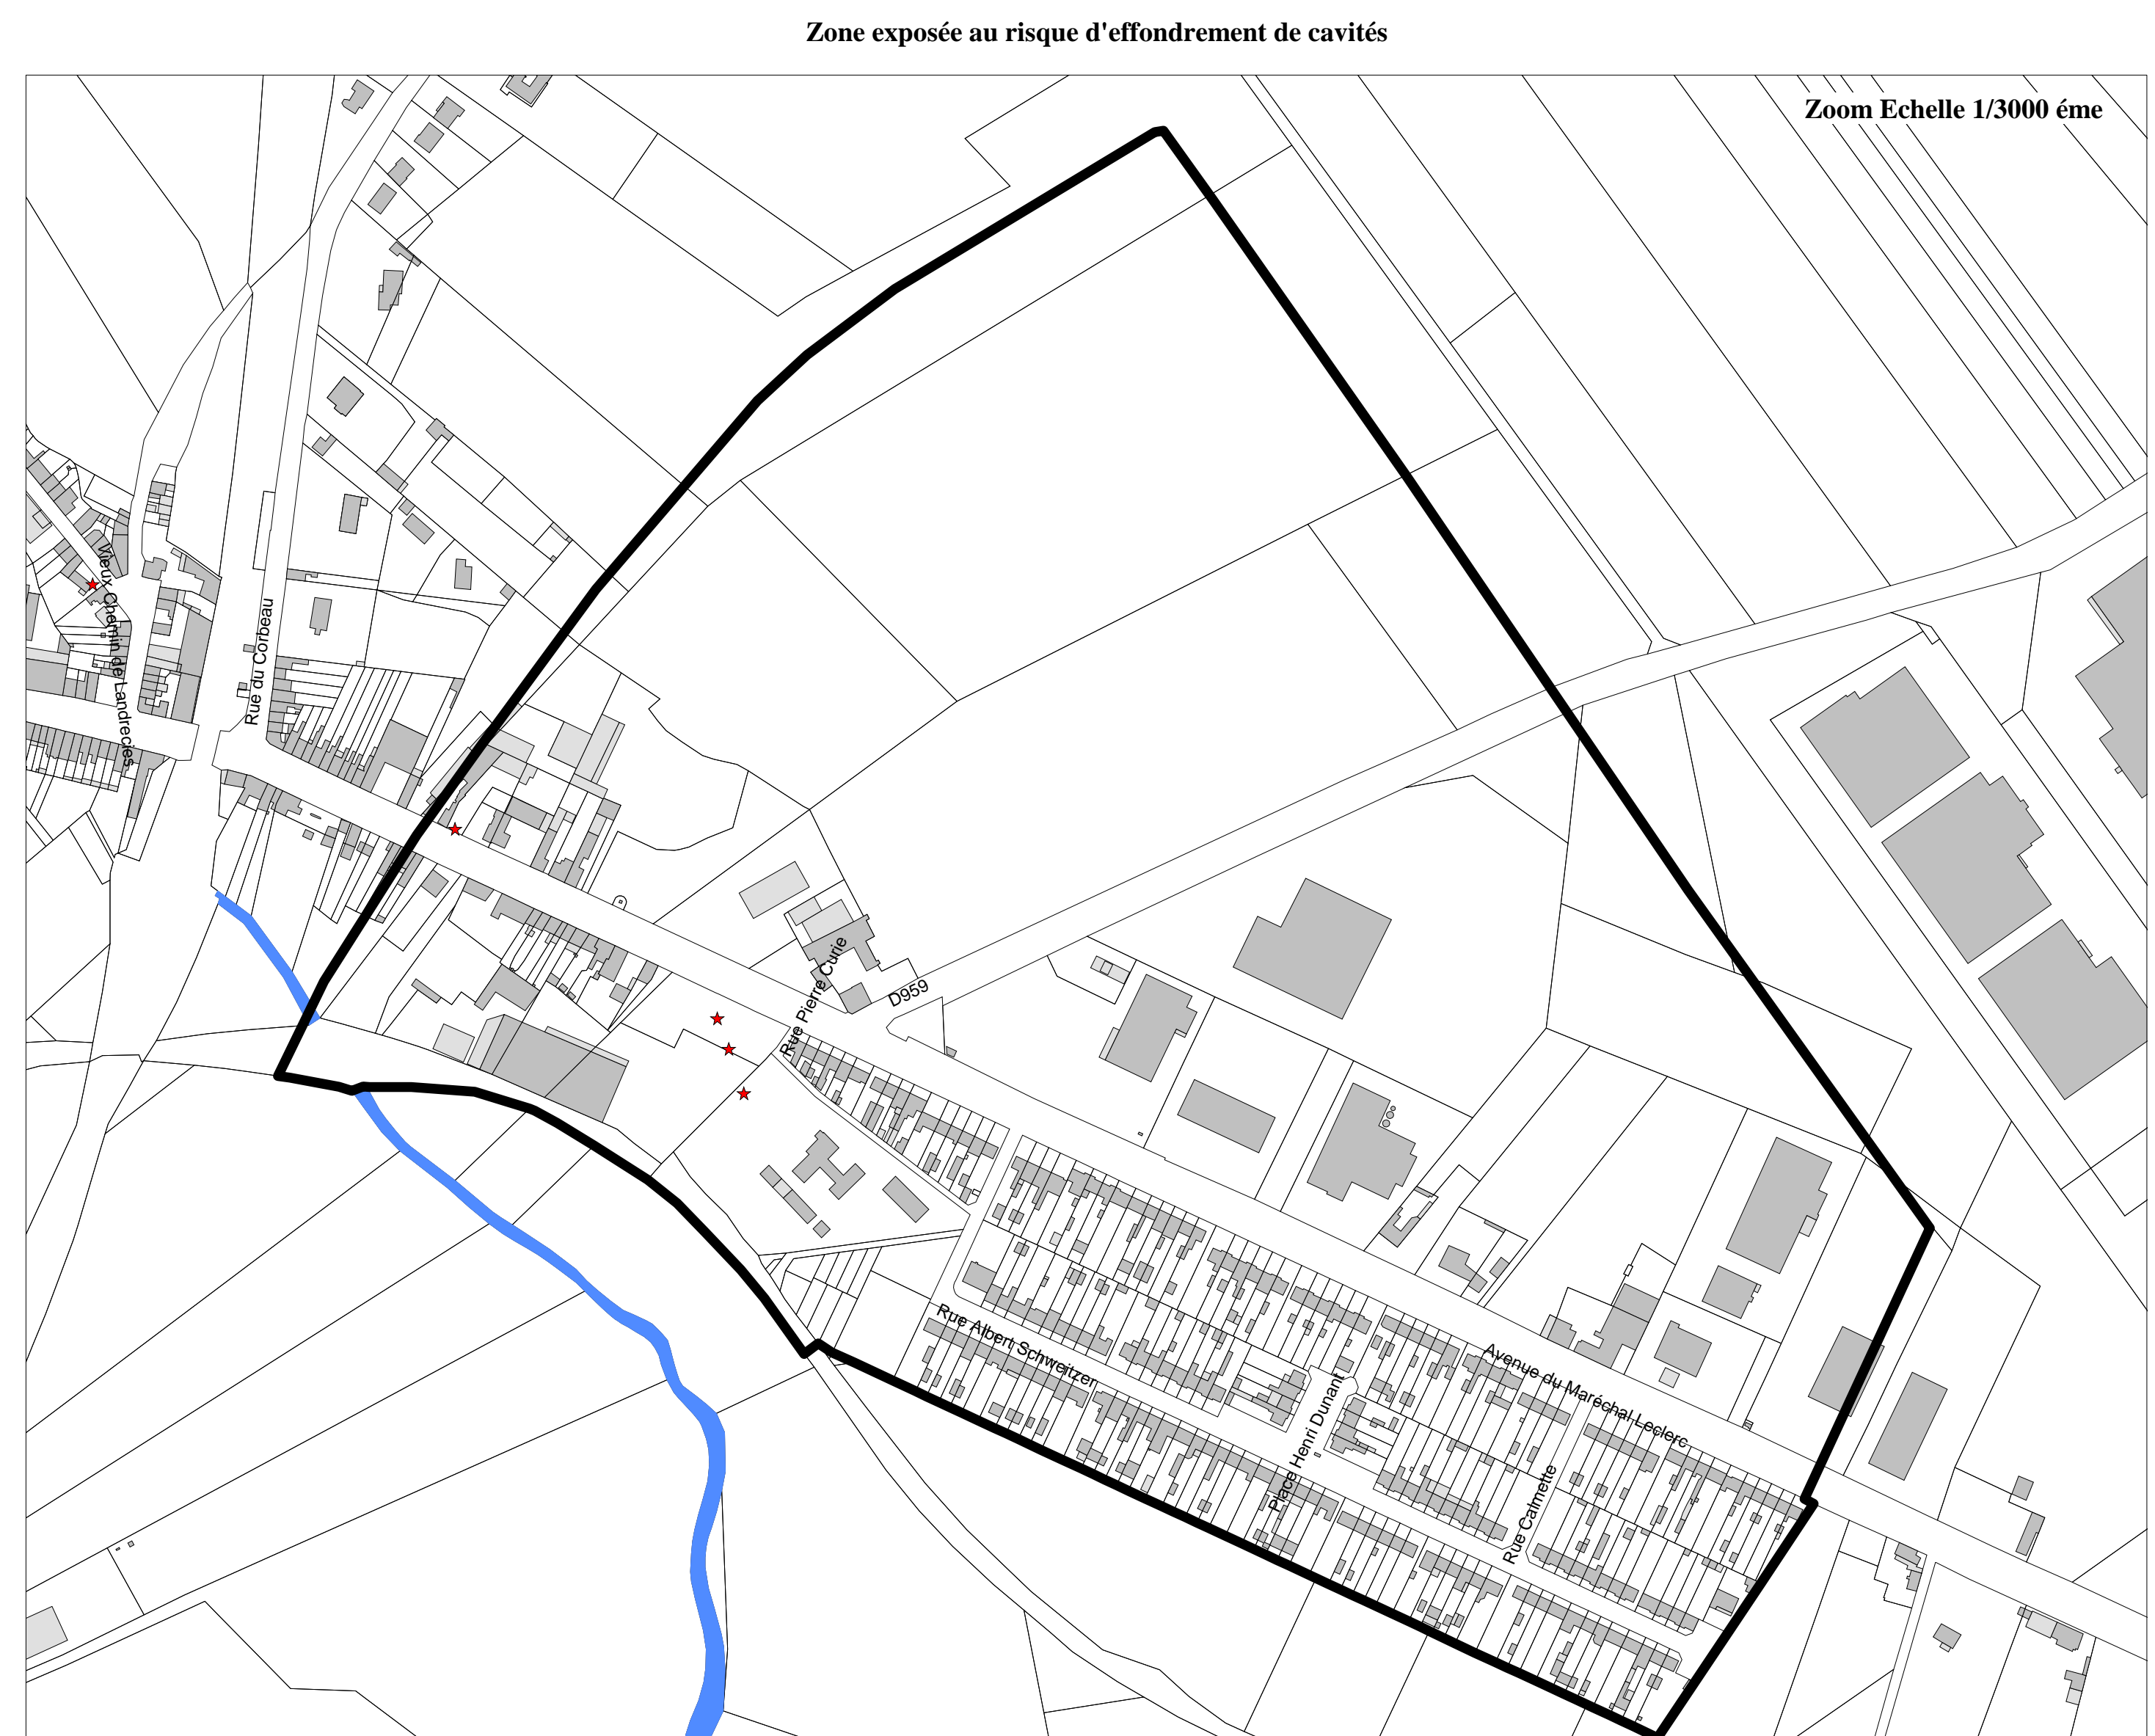 Zone exposée au risque d'effondrement de cavités
Zoom Echelle 1/3000 éme
Vieux Chemin de Landrecies
Rue du Corbeau
Rue Pierre Curie
D959
Rue Albert Schweitzer
Place Henri Dunant
Avenue du Maréchal Leclerc
Rue Calmette